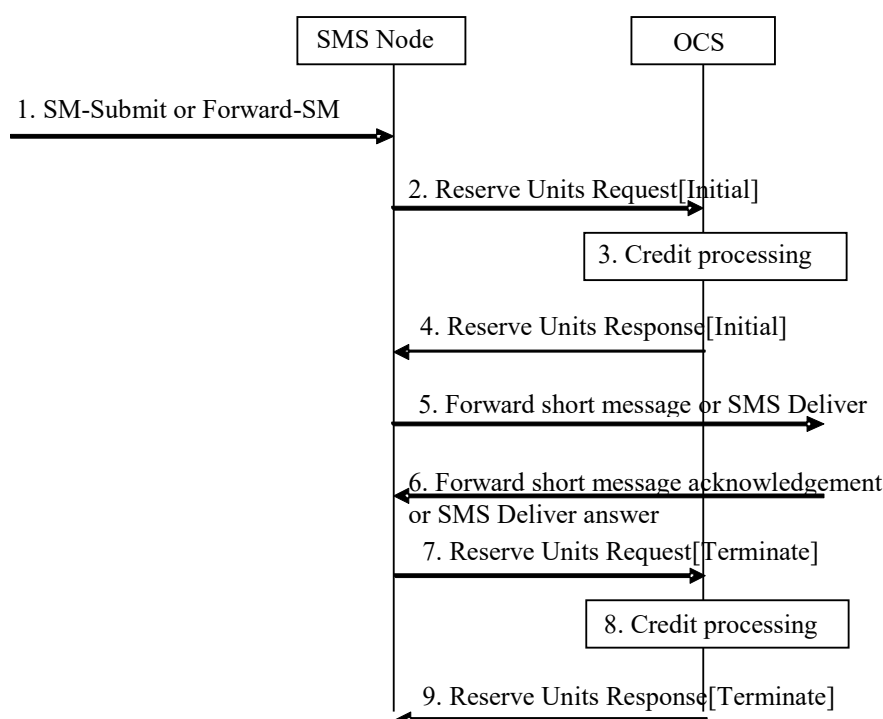 SMS Node
OCS
1. SM-Submit or Forward-SM
2. Reserve Units Request[Initial]
3. Credit processing
4. Reserve Units Response[Initial]
5. Forward short message or SMS Deliver
6. Forward short message acknowledgement
or SMS Deliver answer
7. Reserve Units Request[Terminate]
8. Credit processing
9. Reserve Units Response[Terminate]